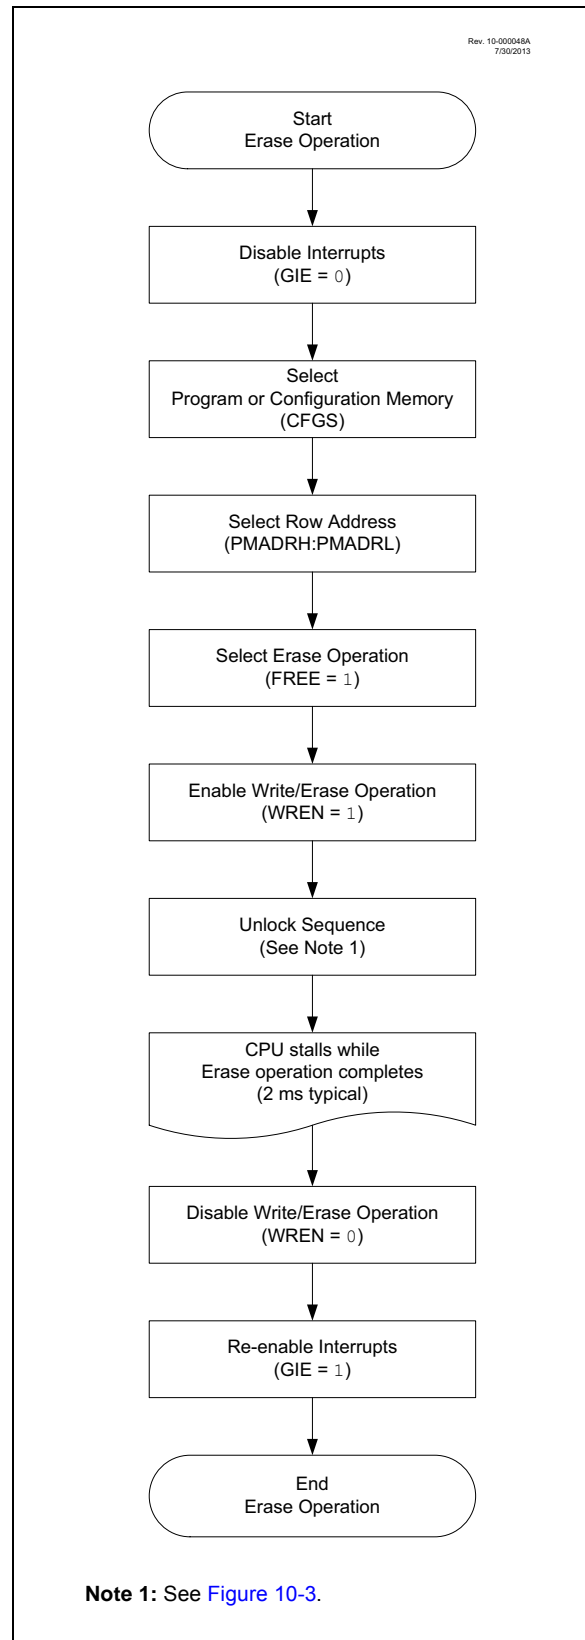 Rev. 10-000048A
7/30/2013
Start
Erase Operation
Disable Interrupts
(GIE = 0)
Select
Program or Configuration Memory
(CFGS)
Select Row Address
(PMADRH:PMADRL)
Select Erase Operation
(FREE = 1)
Enable Write/Erase Operation
(WREN = 1)
Unlock Sequence
(See Note 1)
CPU stalls while
Erase operation completes
(2 ms typical)
Disable Write/Erase Operation
(WREN = 0)
Re-enable Interrupts
(GIE = 1)
End
Erase Operation
Note 1: See Figure 10-3.